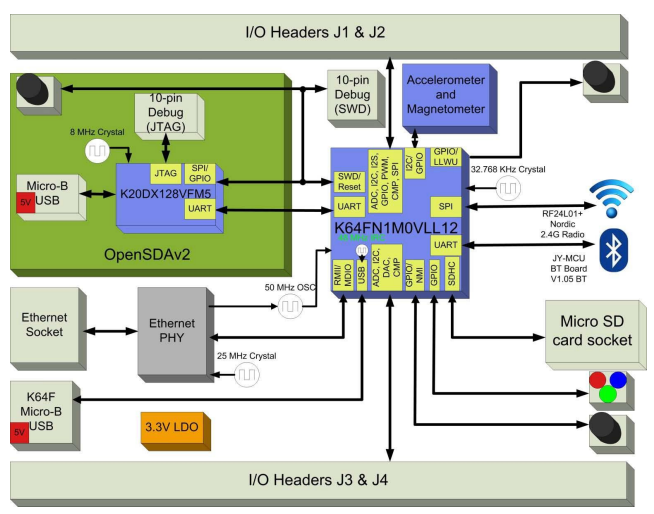 I/O Headers J1 & J2
10-pin
Debug
(JTAG)
10-pin
Debug
(SWD)
Accelerometer
and
Magnetometer
8 MHz Crystal
JTAG
SPI/
GPIO
K20DX128VFM5
UART
Micro-B
USB
5V
OpenSDAv2
SWD/
Reset
ADC, I2C, I2S,
GPIO, PWM,
CMP, SPI
I2C/
GPIO
GPIO/
LLWU
32.768 KHz Crystal
UART
SPI
K64FN1M0VLL12
UART
RF24L01+
Nordic
2.4G Radio
JY-MCU
BT Board
V1.05 BT
RMII/
MDIO
USB
ADC, I2C,
DAC,
CMP
GPIO/
NMI
GPIO
SDHC
50 MHz OSC
Ethernet
Socket
Ethernet
PHY
25 MHz Crystal
Micro SD
card socket
K64F
Micro-B
USB
5V
3.3V LDO
I/O Headers J3 & J4